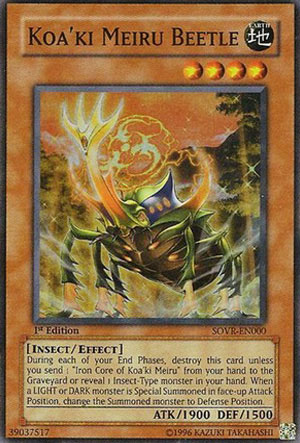 KOA'KI MEIRU BEETLE
EARTH
地
1st Edition
SOVR-EN000
[INSECT/EFFECT]
During each of your End Phases, destroy this card unless
you send 1 "Iron Core of Koa'ki Meiru" from your hand to the
Graveyard or reveal 1 Insect-Type monster in your hand. When
a LIGHT or DARK monster is Special Summoned in face-up Attack
Position, change the Summoned monster to Defense Position.
ATK/1900 DEF/1500
39037517
©1996 KAZUKI TAKAHASHI